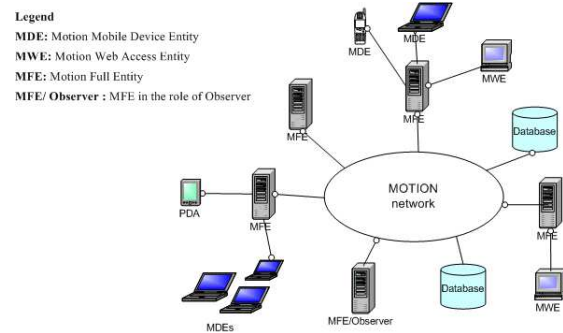 Legend
MDE: Motion Mobile Device Entity
MWE: Motion Web Access Entity
MFE: Motion Full Entity
MFE/ Observer : MFE in the role of Observer
MDE
MDE
MWE
MFE
MFE
Database
MOTION
network
PDA
MFE
MFE
MDEs
MFE/Observer
Database
MWE